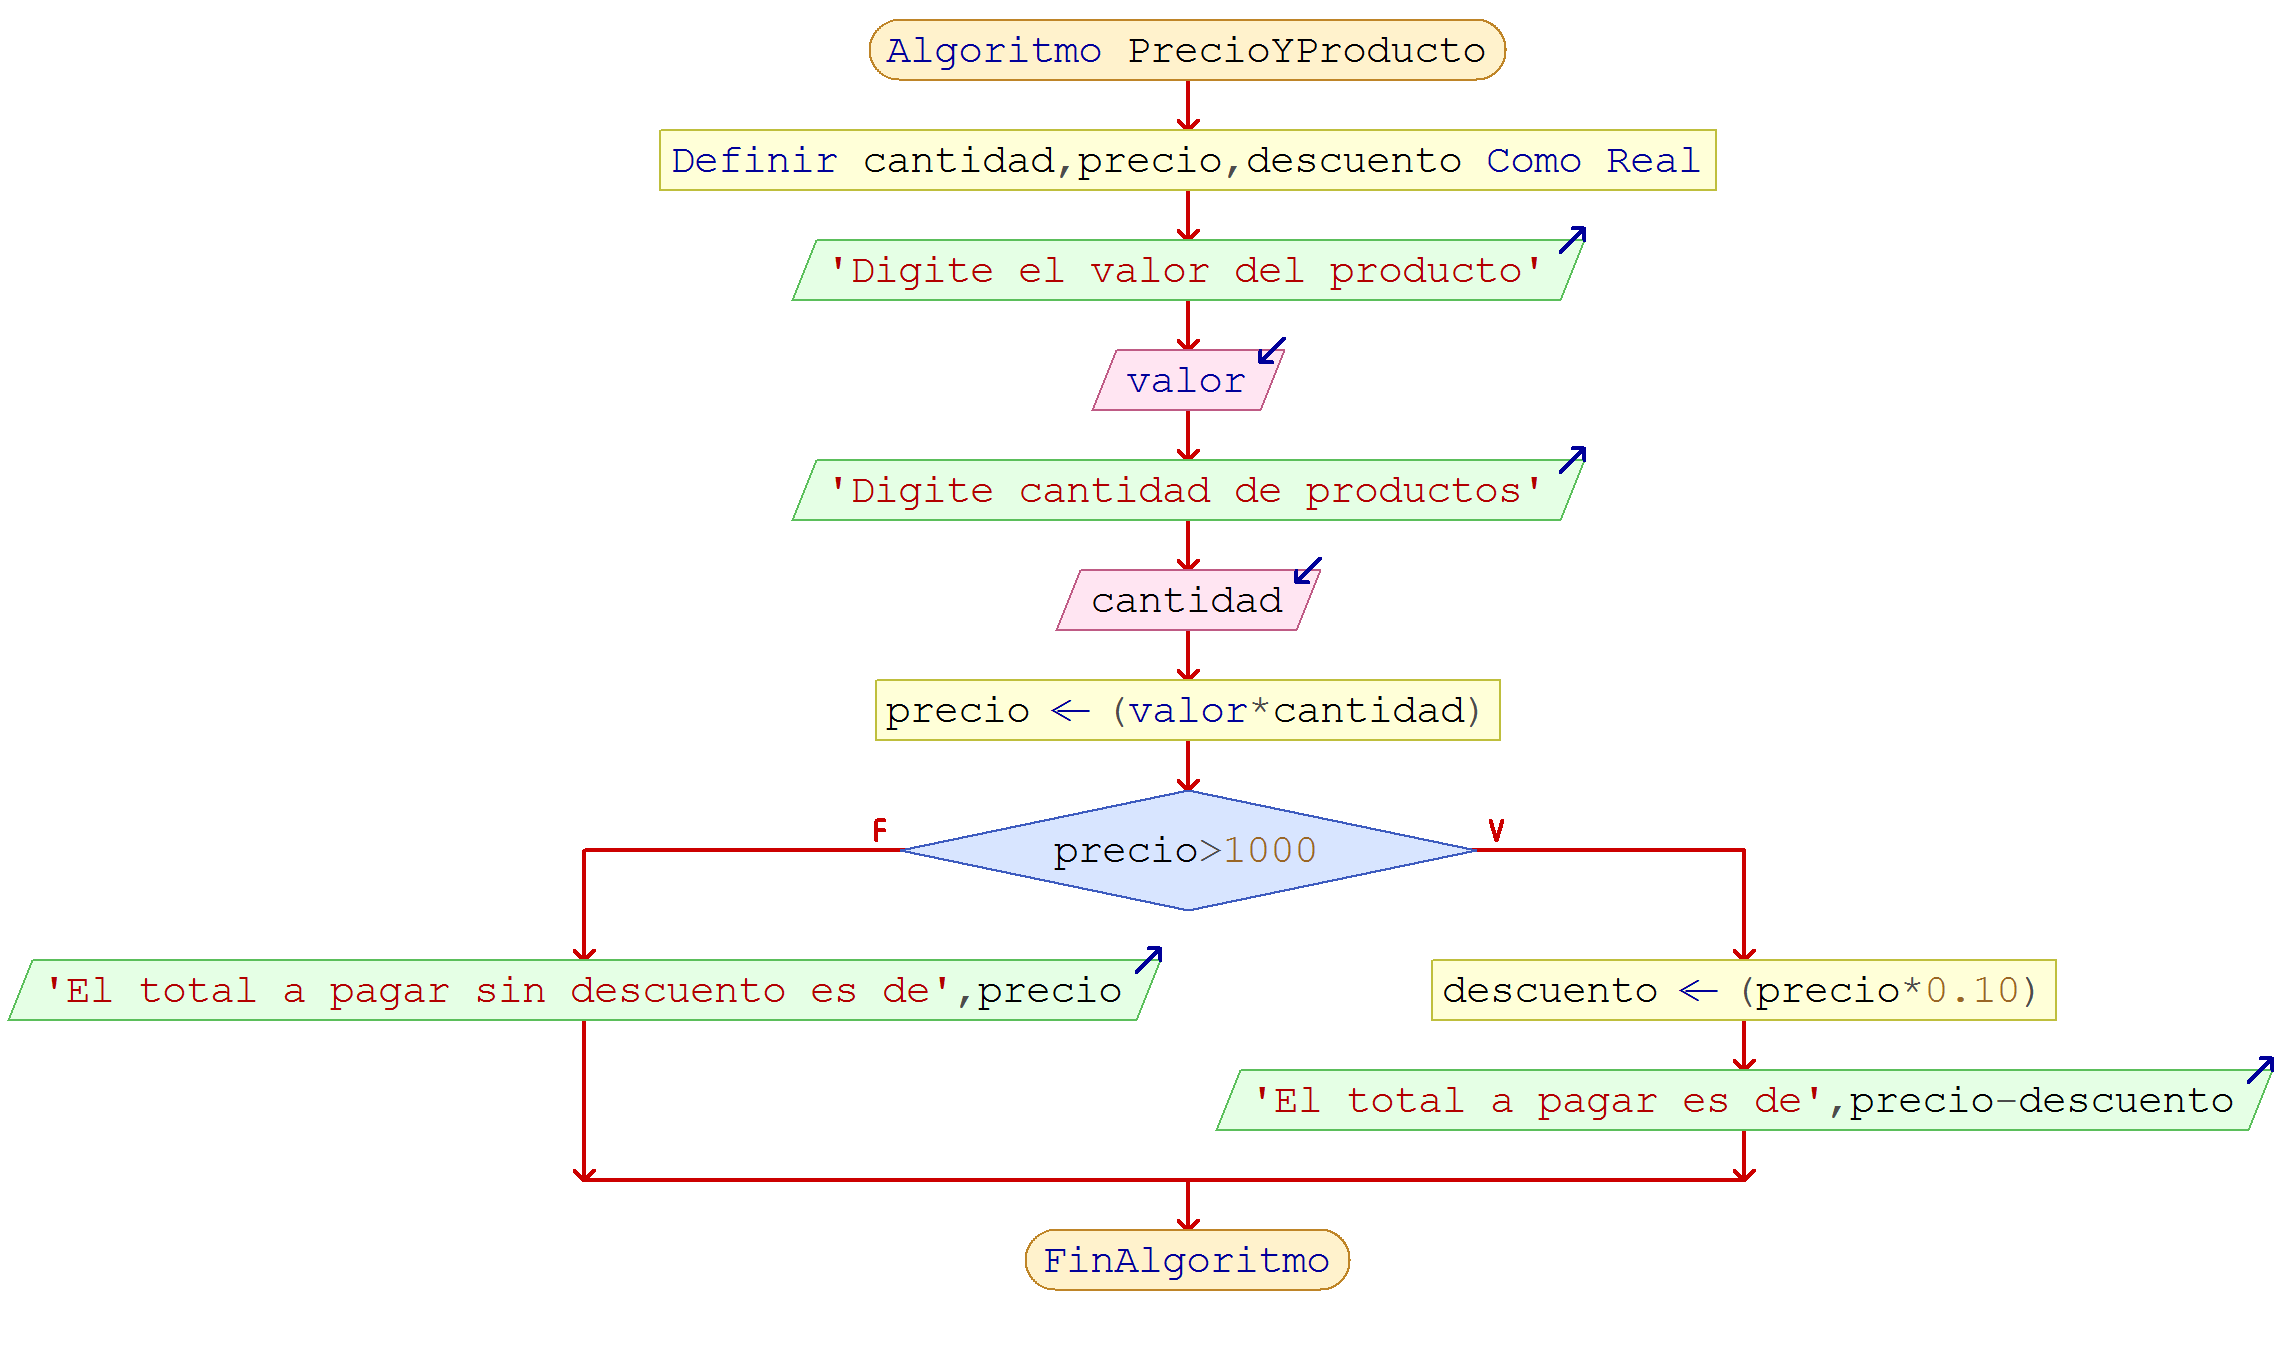 Algoritmo PrecioYProducto
Definir cantidad,precio,descuento Como Real
'Digite el valor del producto'
valor
'Digite cantidad de productos'
cantidad
precio ← (valor*cantidad)
F
V
precio>1000
'El total a pagar sin descuento es de',precio
descuento ← (precio*0.10)
'El total a pagar es de',precio-descuento
FinAlgoritmo